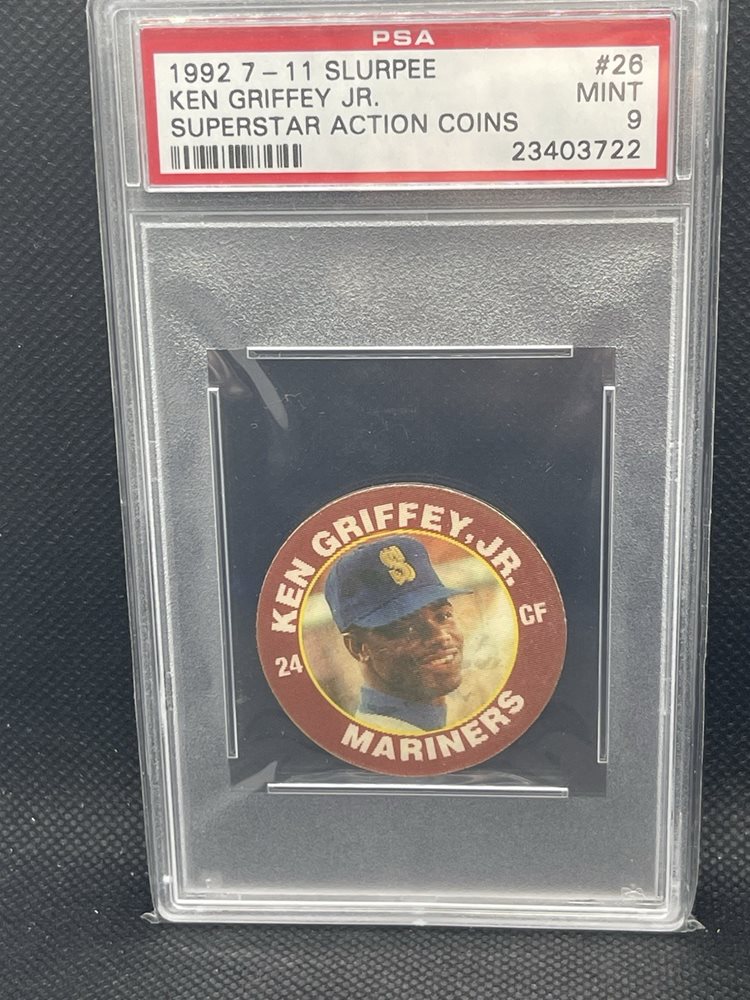 PSA
1992 7-11 SLURPEE #26
KEN GRIFFEY JR. MINT
SUPERSTAR ACTION COINS 9
23403722
S
KEN GRIFFEY, JR.
24
CF
MARINERS